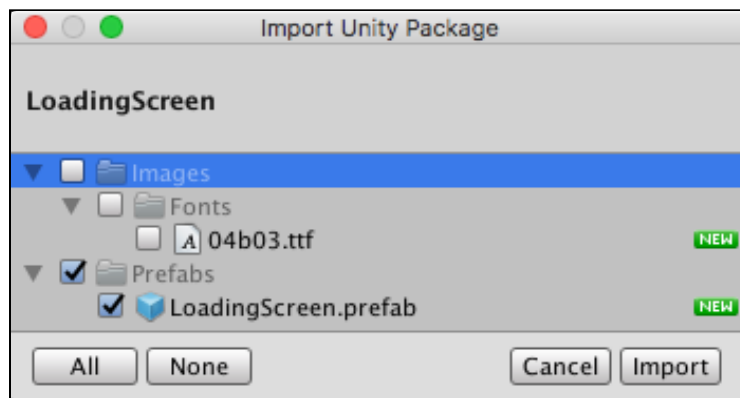 Import Unity Package
LoadingScreen
Images
Fonts
04b03.ttf NEW
Prefabs
LoadingScreen.prefab NEW
All None Cancel Import